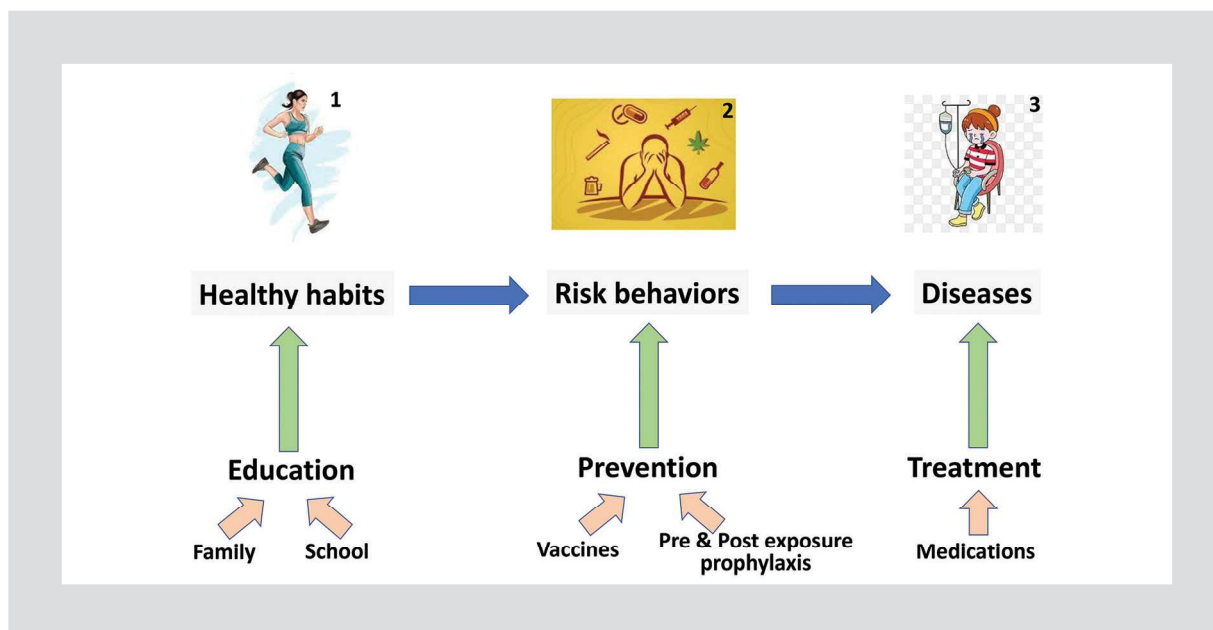 1
2
3
Healthy habits
Risk behaviors
Diseases
Education
Prevention
Treatment
Family
School
Vaccines
Pre & Post exposure
prophylaxis
Medications